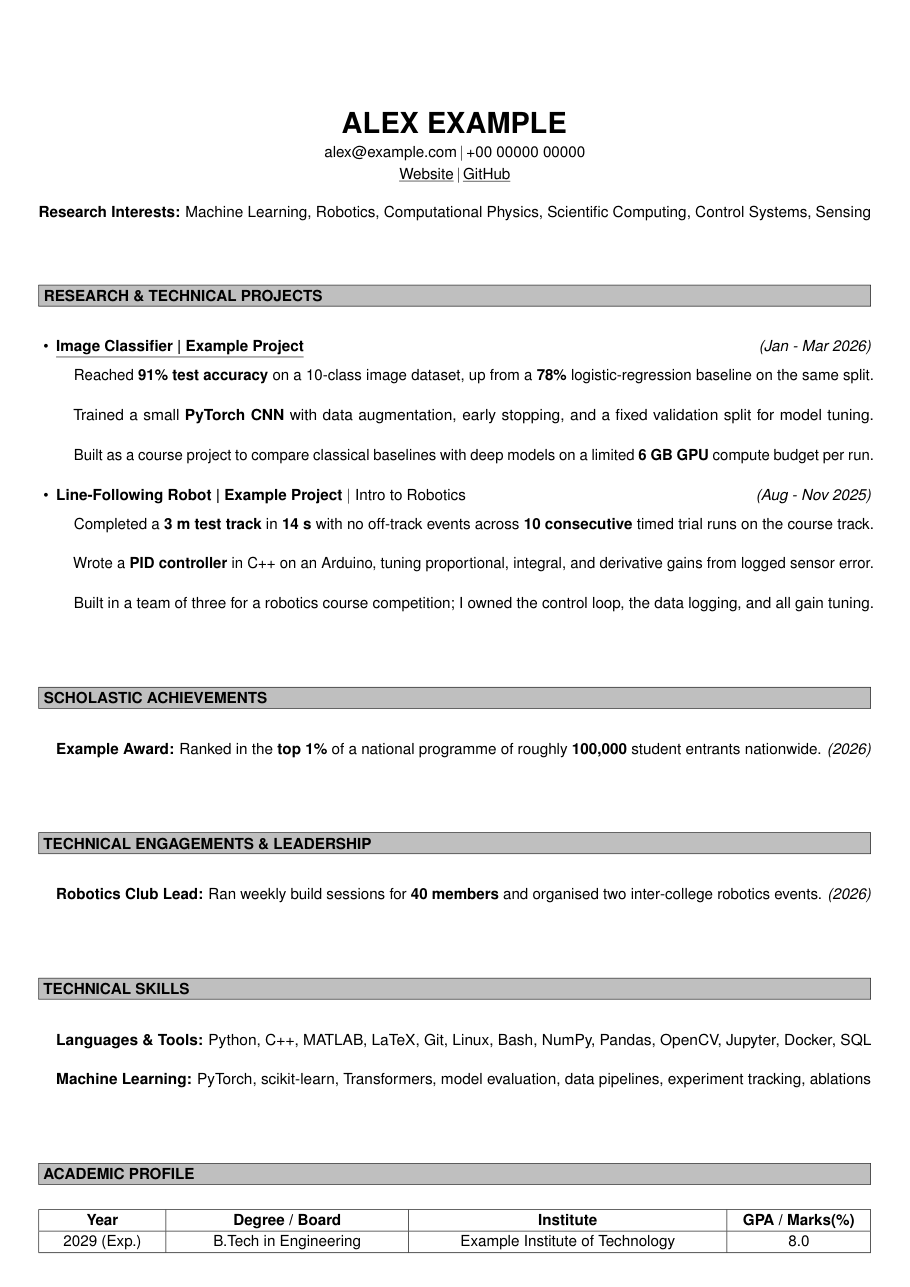 ALEX EXAMPLE
alex@example.com | +00 00000 00000
Website | GitHub
Research Interests: Machine Learning, Robotics, Computational Physics, Scientific Computing, Control Systems, Sensing
RESEARCH & TECHNICAL PROJECTS
• Image Classifier | Example Project (Jan - Mar 2026)
Reached 91% test accuracy on a 10-class image dataset, up from a 78% logistic-regression baseline on the same split.
Trained a small PyTorch CNN with data augmentation, early stopping, and a fixed validation split for model tuning.
Built as a course project to compare classical baselines with deep models on a limited 6 GB GPU compute budget per run.
• Line-Following Robot | Example Project | Intro to Robotics (Aug - Nov 2025)
Completed a 3 m test track in 14 s with no off-track events across 10 consecutive timed trial runs on the course track.
Wrote a PID controller in C++ on an Arduino, tuning proportional, integral, and derivative gains from logged sensor error.
Built in a team of three for a robotics course competition; I owned the control loop, the data logging, and all gain tuning.
SCHOLASTIC ACHIEVEMENTS
Example Award: Ranked in the top 1% of a national programme of roughly 100,000 student entrants nationwide. (2026)
TECHNICAL ENGAGEMENTS & LEADERSHIP
Robotics Club Lead: Ran weekly build sessions for 40 members and organised two inter-college robotics events. (2026)
TECHNICAL SKILLS
Languages & Tools: Python, C++, MATLAB, LaTeX, Git, Linux, Bash, NumPy, Pandas, OpenCV, Jupyter, Docker, SQL
Machine Learning: PyTorch, scikit-learn, Transformers, model evaluation, data pipelines, experiment tracking, ablations
ACADEMIC PROFILE
Year Degree / Board Institute GPA / Marks(%)
2029 (Exp.) B.Tech in Engineering Example Institute of Technology 8.0